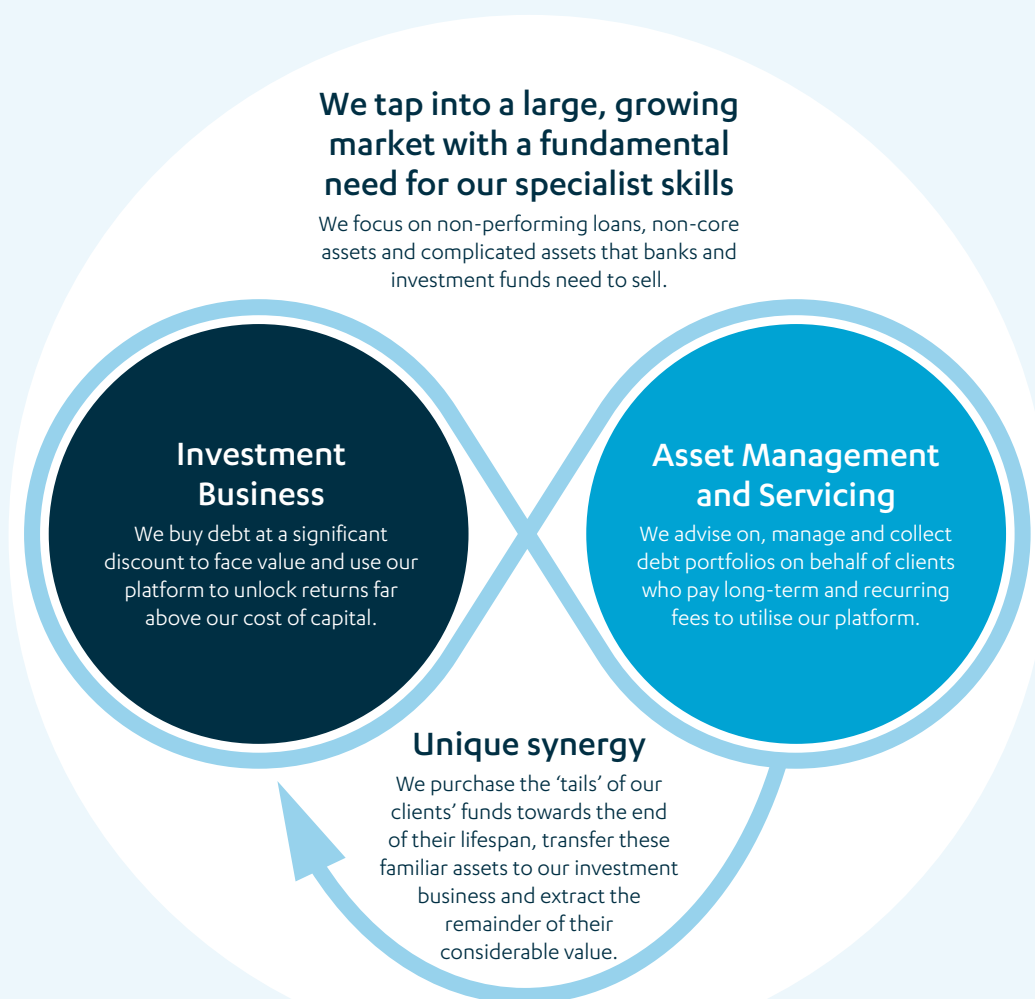 We tap into a large, growing
market with a fundamental
need for our specialist skills
We focus on non-performing loans, non-core
assets and complicated assets that banks and
investment funds need to sell.
Investment
Business
We buy debt at a significant
discount to face value and use our
platform to unlock returns far
above our cost of capital.
Asset Management
and Servicing
We advise on, manage and collect
debt portfolios on behalf of clients
who pay long-term and recurring
fees to utilise our platform.
Unique synergy
We purchase the ‘tails’ of our
clients’ funds towards the end
of their lifespan, transfer these
familiar assets to our investment
business and extract the
remainder of their
considerable value.